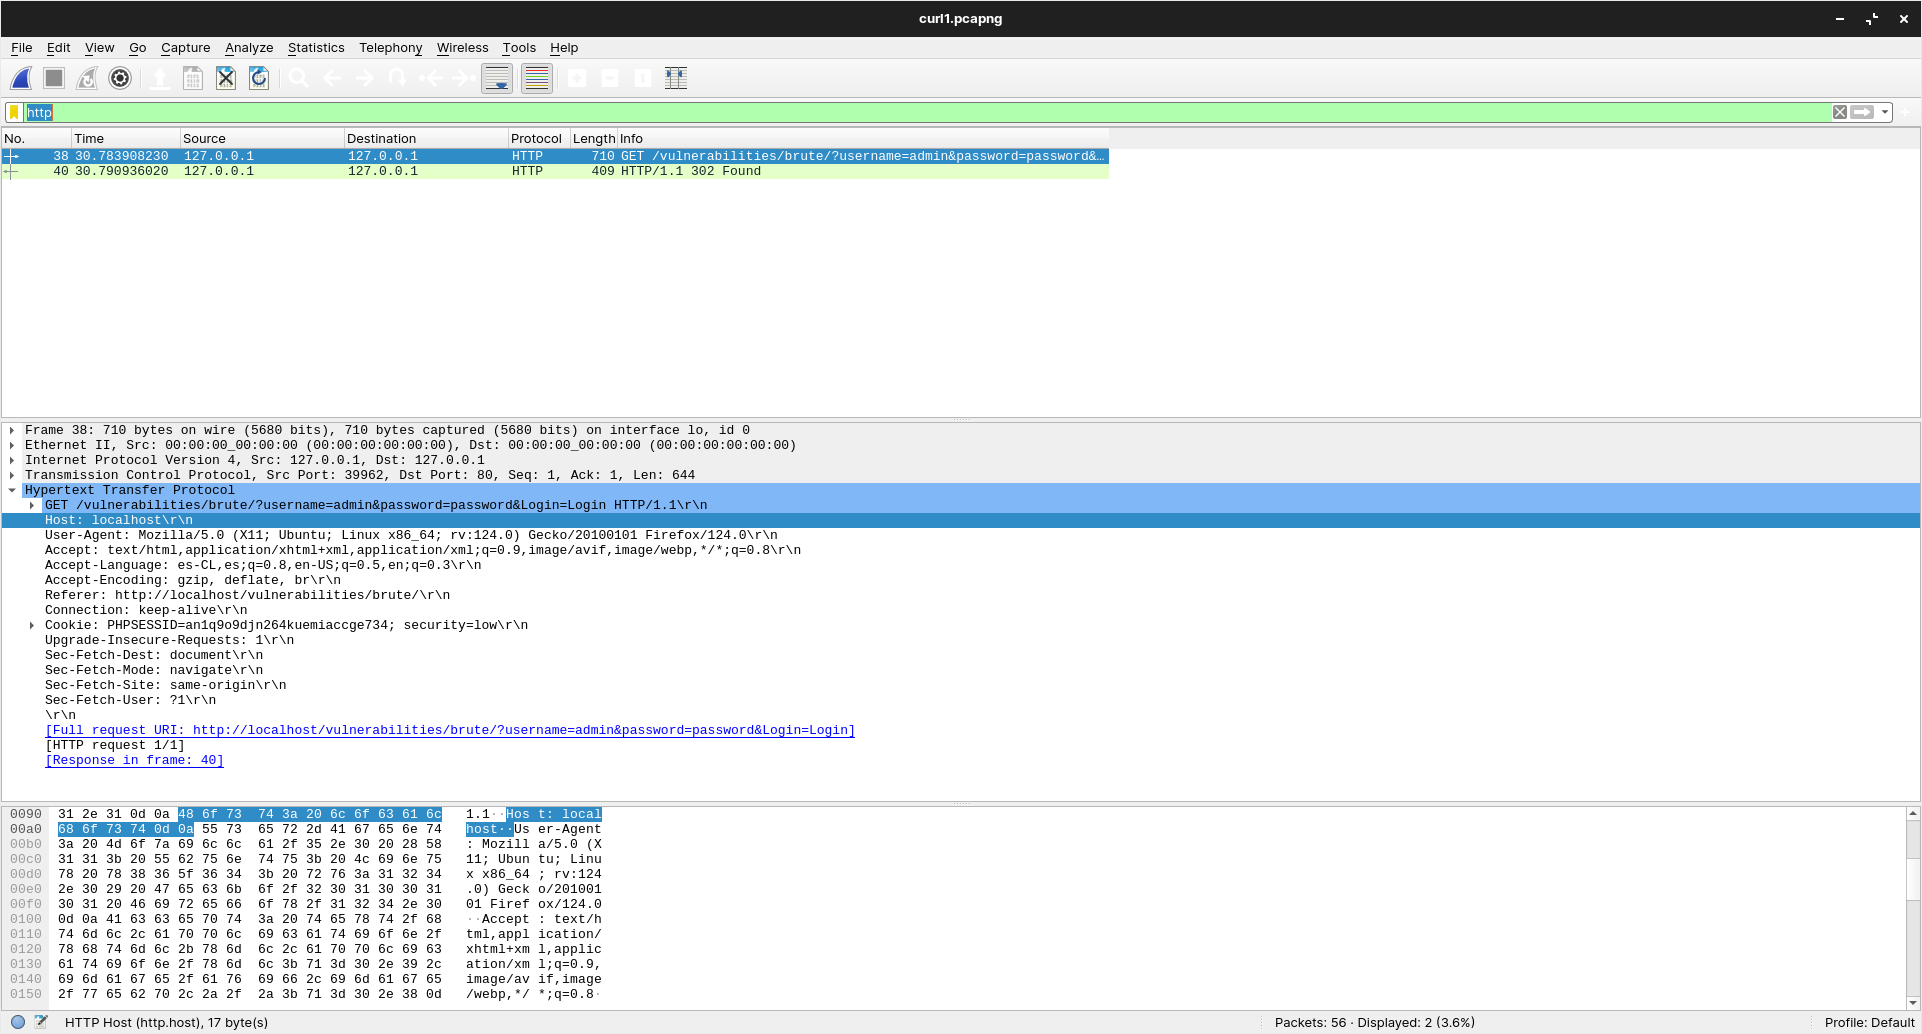 curl1.pcapng
File Edit View Go Capture Analyze Statistics Telephony Wireless Tools Help
http
No. Time Source Destination Protocol Length Info
38 30.783908230 127.0.0.1 127.0.0.1 HTTP 710 GET /vulnerabilities/brute/?username=admin&password=password&…
40 30.790936020 127.0.0.1 127.0.0.1 HTTP 409 HTTP/1.1 302 Found
Frame 38: 710 bytes on wire (5680 bits), 710 bytes captured (5680 bits) on interface lo, id 0
Ethernet II, Src: 00:00:00_00:00:00 (00:00:00:00:00:00), Dst: 00:00:00_00:00:00 (00:00:00:00:00:00)
Internet Protocol Version 4, Src: 127.0.0.1, Dst: 127.0.0.1
Transmission Control Protocol, Src Port: 39962, Dst Port: 80, Seq: 1, Ack: 1, Len: 644
Hypertext Transfer Protocol
GET /vulnerabilities/brute/?username=admin&password=password&Login=Login HTTP/1.1\r\n
Host: localhost\r\n
User-Agent: Mozilla/5.0 (X11; Ubuntu; Linux x86_64; rv:124.0) Gecko/20100101 Firefox/124.0\r\n
Accept: text/html,application/xhtml+xml,application/xml;q=0.9,image/avif,image/webp,*/*;q=0.8\r\n
Accept-Language: es-CL,es;q=0.8,en-US;q=0.5,en;q=0.3\r\n
Accept-Encoding: gzip, deflate, br\r\n
Referer: http://localhost/vulnerabilities/brute/\r\n
Connection: keep-alive\r\n
Cookie: PHPSESSID=an1q9o9djn264kuemiaccge734; security=low\r\n
Upgrade-Insecure-Requests: 1\r\n
Sec-Fetch-Dest: document\r\n
Sec-Fetch-Mode: navigate\r\n
Sec-Fetch-Site: same-origin\r\n
Sec-Fetch-User: ?1\r\n
\r\n
[Full request URI: http://localhost/vulnerabilities/brute/?username=admin&password=password&Login=Login]
[HTTP request 1/1]
[Response in frame: 40]
0090 31 2e 31 0d 0a 48 6f 73 74 3a 20 6c 6f 63 61 6c 1.1··Hos t: local
00a0 68 6f 73 74 0d 0a 55 73 65 72 2d 41 67 65 6e 74 host··Us er-Agent
00b0 3a 20 4d 6f 7a 69 6c 6c 61 2f 35 2e 30 20 28 58 : Mozill a/5.0 (X
00c0 31 31 3b 20 55 62 75 6e 74 75 3b 20 4c 69 6e 75 11; Ubun tu; Linu
00d0 78 20 78 38 36 5f 36 34 3b 20 72 76 3a 31 32 34 x x86_64 ; rv:124
00e0 2e 30 29 20 47 65 63 6b 6f 2f 32 30 31 30 30 31 .0) Geck o/201001
00f0 30 31 20 46 69 72 65 66 6f 78 2f 31 32 34 2e 30 01 Firef ox/124.0
0100 0d 0a 41 63 63 65 70 74 3a 20 74 65 78 74 2f 68 ··Accept : text/h
0110 74 6d 6c 2c 61 70 70 6c 69 63 61 74 69 6f 6e 2f tml,appl ication/
0120 78 68 74 6d 6c 2b 78 6d 6c 2c 61 70 70 6c 69 63 xhtml+xm l,applic
0130 61 74 69 6f 6e 2f 78 6d 6c 3b 71 3d 30 2e 39 2c ation/xm l;q=0.9,
0140 69 6d 61 67 65 2f 61 76 69 66 2c 69 6d 61 67 65 image/av if,image
0150 2f 77 65 62 70 2c 2a 2f 2a 3b 71 3d 30 2e 38 0d /webp,*/ *;q=0.8·
HTTP Host (http.host), 17 byte(s) Packets: 56 · Displayed: 2 (3.6%) Profile: Default